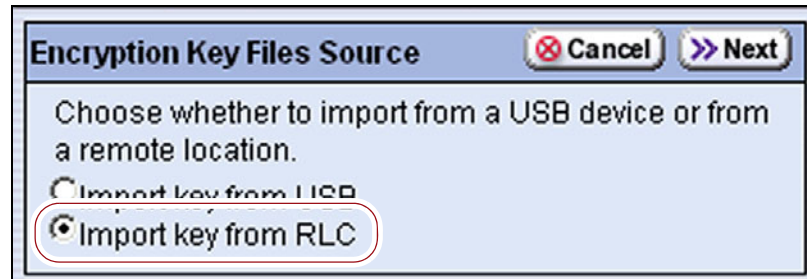 Encryption Key Files Source
Cancel
Next
Choose whether to import from a USB device or from
a remote location.
Import key from USB
Import key from RLC